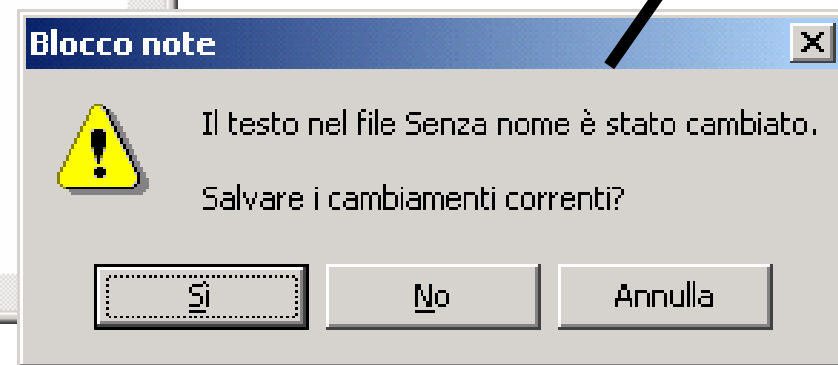 Blocco note
Il testo nel file Senza nome è stato cambiato.
Salvare i cambiamenti correnti?
Sì No Annulla